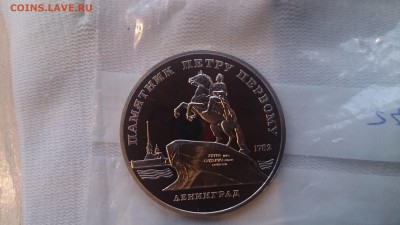 COINS.LAVE.RU
ПАМЯТНИК ПЕТРУ ПЕРВОМУ
1782
ЛЕНИНГРАД